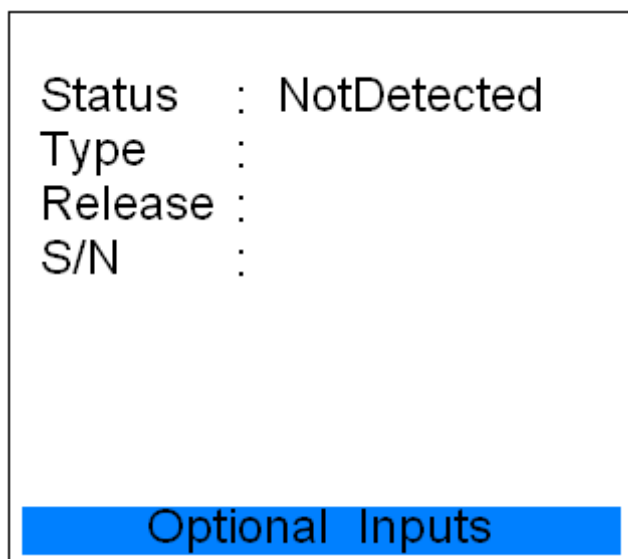 Status : NotDetected
Type :
Release :
S/N :
Optional Inputs